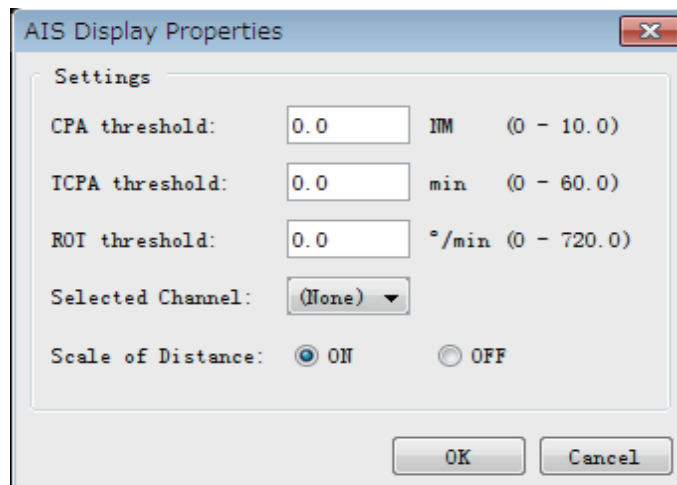 AIS Display Properties
Settings
CPA threshold: 0.0 NM (0 - 10.0)
TCPA threshold: 0.0 min (0 - 60.0)
ROT threshold: 0.0 °/min (0 - 720.0)
Selected Channel: (None)
Scale of Distance: ON OFF
OK Cancel